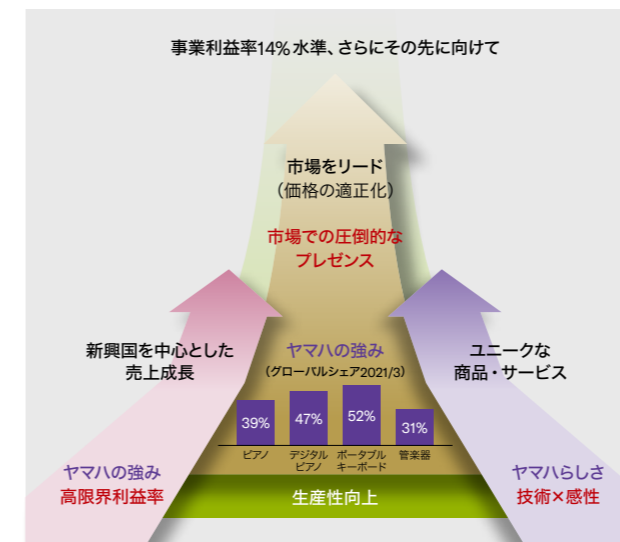 事業利益率14%水準、さらにその先に向けて
市場をリード
(価格の適正化)
市場での圧倒的な
プレゼンス
新興国を中心とした
売上成長
ヤマハの強み
(グローバルシェア2021/3)
ユニークな
商品・サービス
39%
47%
52%
31%
ピアノ
デジタル
ピアノ
ポータブル
キーボード
管楽器
ヤマハの強み
高限界利益率
生産性向上
ヤマハらしさ
技術×感性